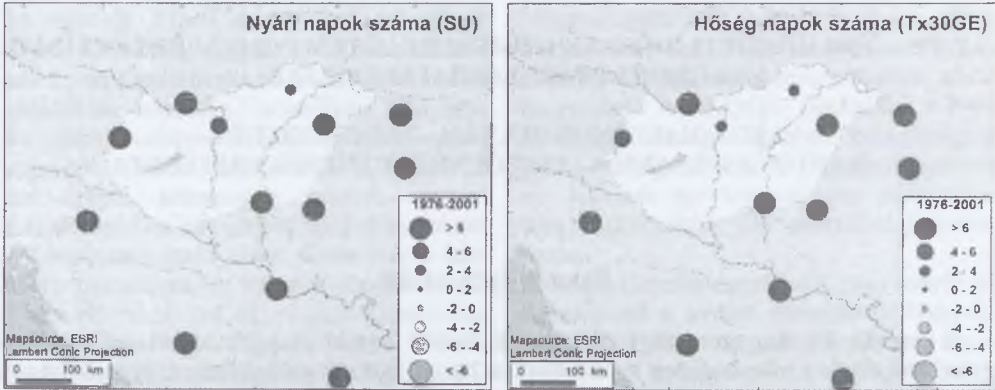 Nyári napok száma (SU)
1976-2001
> 6
4 - 6
2 - 4
0 - 2
-2 - 0
-4 - -2
-6 - -4
< -6
Mapsource: ESRI
Lambert Conic Projection
0 100 km
Hőség napok száma (Tx30GE)
1976-2001
> 6
4 - 6
2 - 4
0 - 2
-2 - 0
-4 - -2
-6 - -4
< -6
Mapsource: ESRI
Lambert Conic Projection
0 100 km